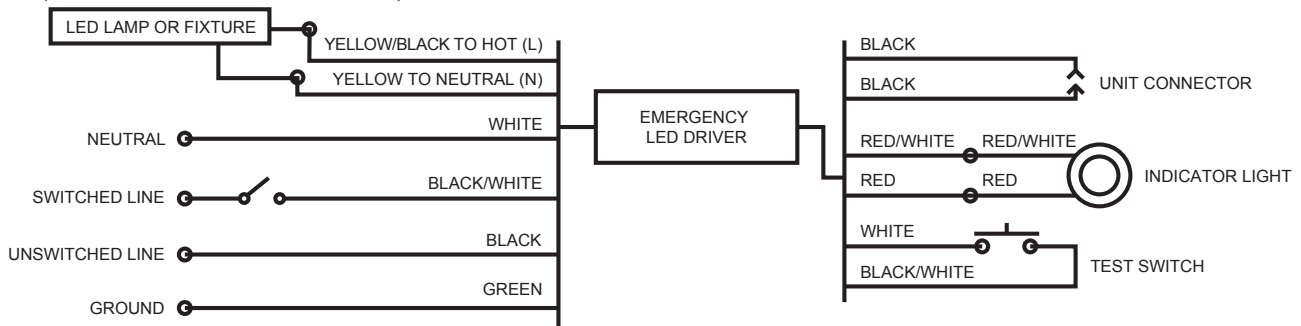 LED LAMP OR FIXTURE
YELLOW/BLACK TO HOT (L)
YELLOW TO NEUTRAL (N)
NEUTRAL
WHITE
SWITCHED LINE
BLACK/WHITE
UNSWITCHED LINE
BLACK
GROUND
GREEN
EMERGENCY
LED DRIVER
BLACK
BLACK
UNIT CONNECTOR
RED/WHITE RED/WHITE
RED RED
INDICATOR LIGHT
WHITE
BLACK/WHITE
TEST SWITCH